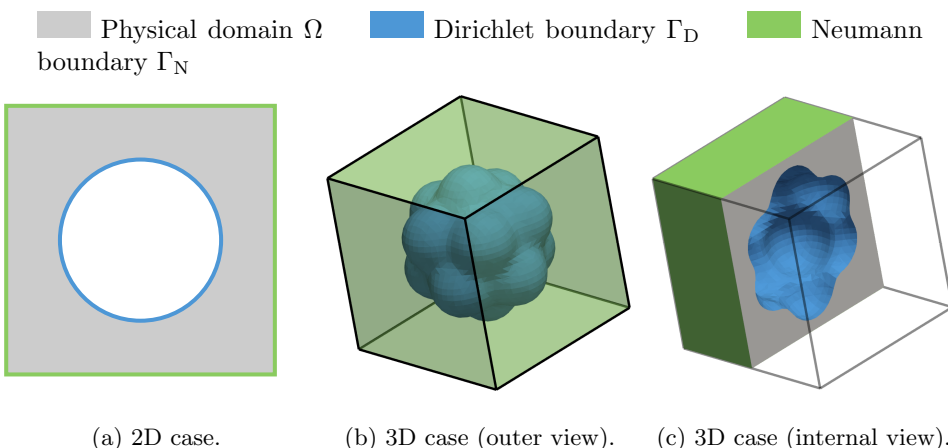 Physical domain Ω Dirichlet boundary Γ_D Neumann
boundary Γ_N
(a) 2D case. (b) 3D case (outer view). (c) 3D case (internal view).